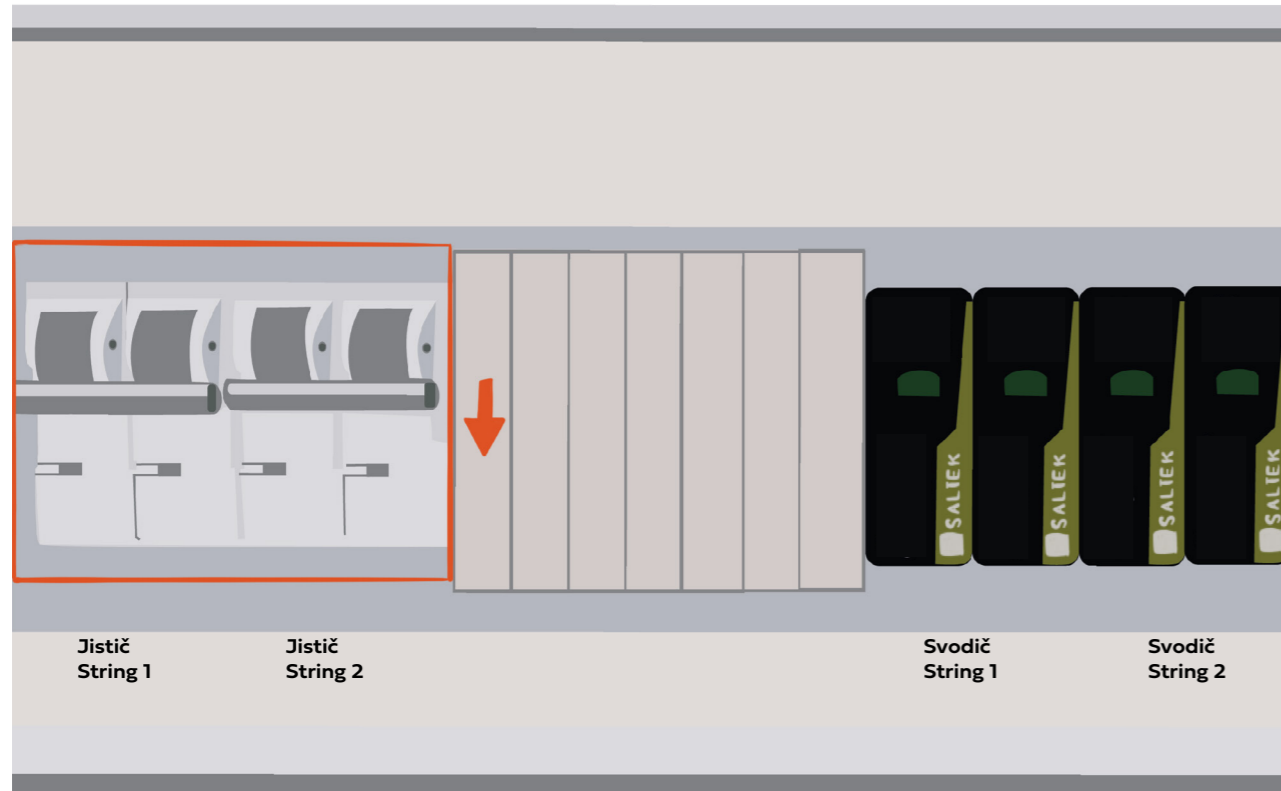 SALTEK
SALTEK
SALTEK
SALTEK
Jistič
String 1
Jistič
String 2
Svodič
String 1
Svodič
String 2